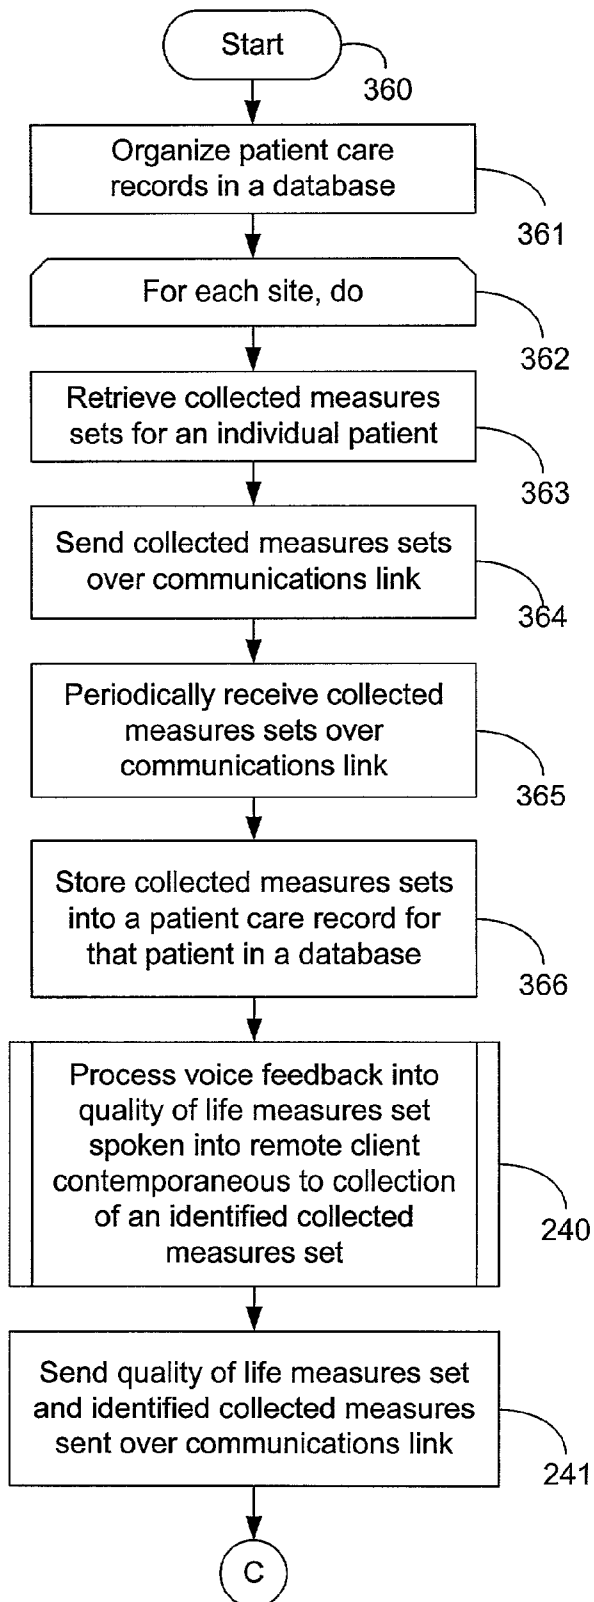 Start
360
Organize patient care
records in a database
361
For each site, do
362
Retrieve collected measures
sets for an individual patient
363
Send collected measures sets
over communications link
364
Periodically receive collected
measures sets over
communications link
365
Store collected measures sets
into a patient care record for
that patient in a database
366
Process voice feedback into
quality of life measures set
spoken into remote client
contemporaneous to collection
of an identified collected
measures set
240
Send quality of life measures set
and identified collected measures
sent over communications link
241
C